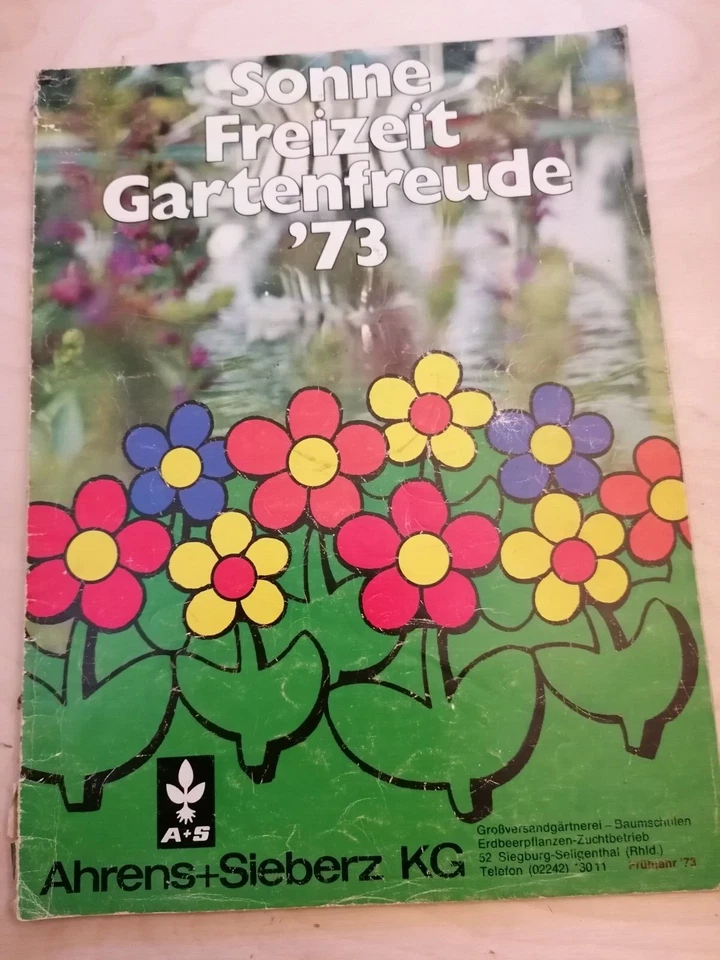 Sonne
Freizeit
Gartenfreude
'73
A+S
Ahrens+Sieberz KG
Großversandgärtnerei – Baumschulen
Erdbeerpflanzen-Zuchtbetrieb
52 Siegburg-Seligenthal (Rhld.)
Telefon (02242) *3011 Frühjahr '73